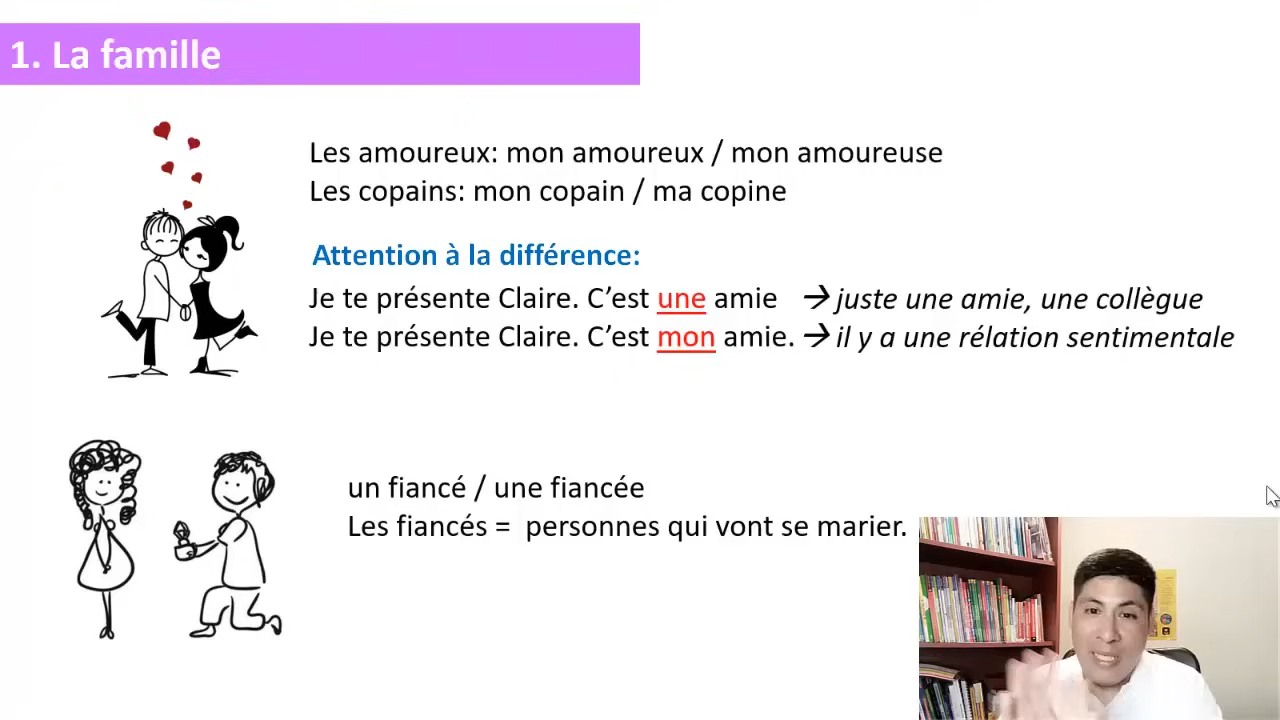 1. La famille
Les amoureux: mon amoureux / mon amoureuse
Les copains: mon copain / ma copine
Attention à la différence:
Je te présente Claire. C’est une amie → juste une amie, une collègue
Je te présente Claire. C’est mon amie. → il y a une rélation sentimentale
un fiancé / une fiancée
Les fiancés = personnes qui vont se marier.